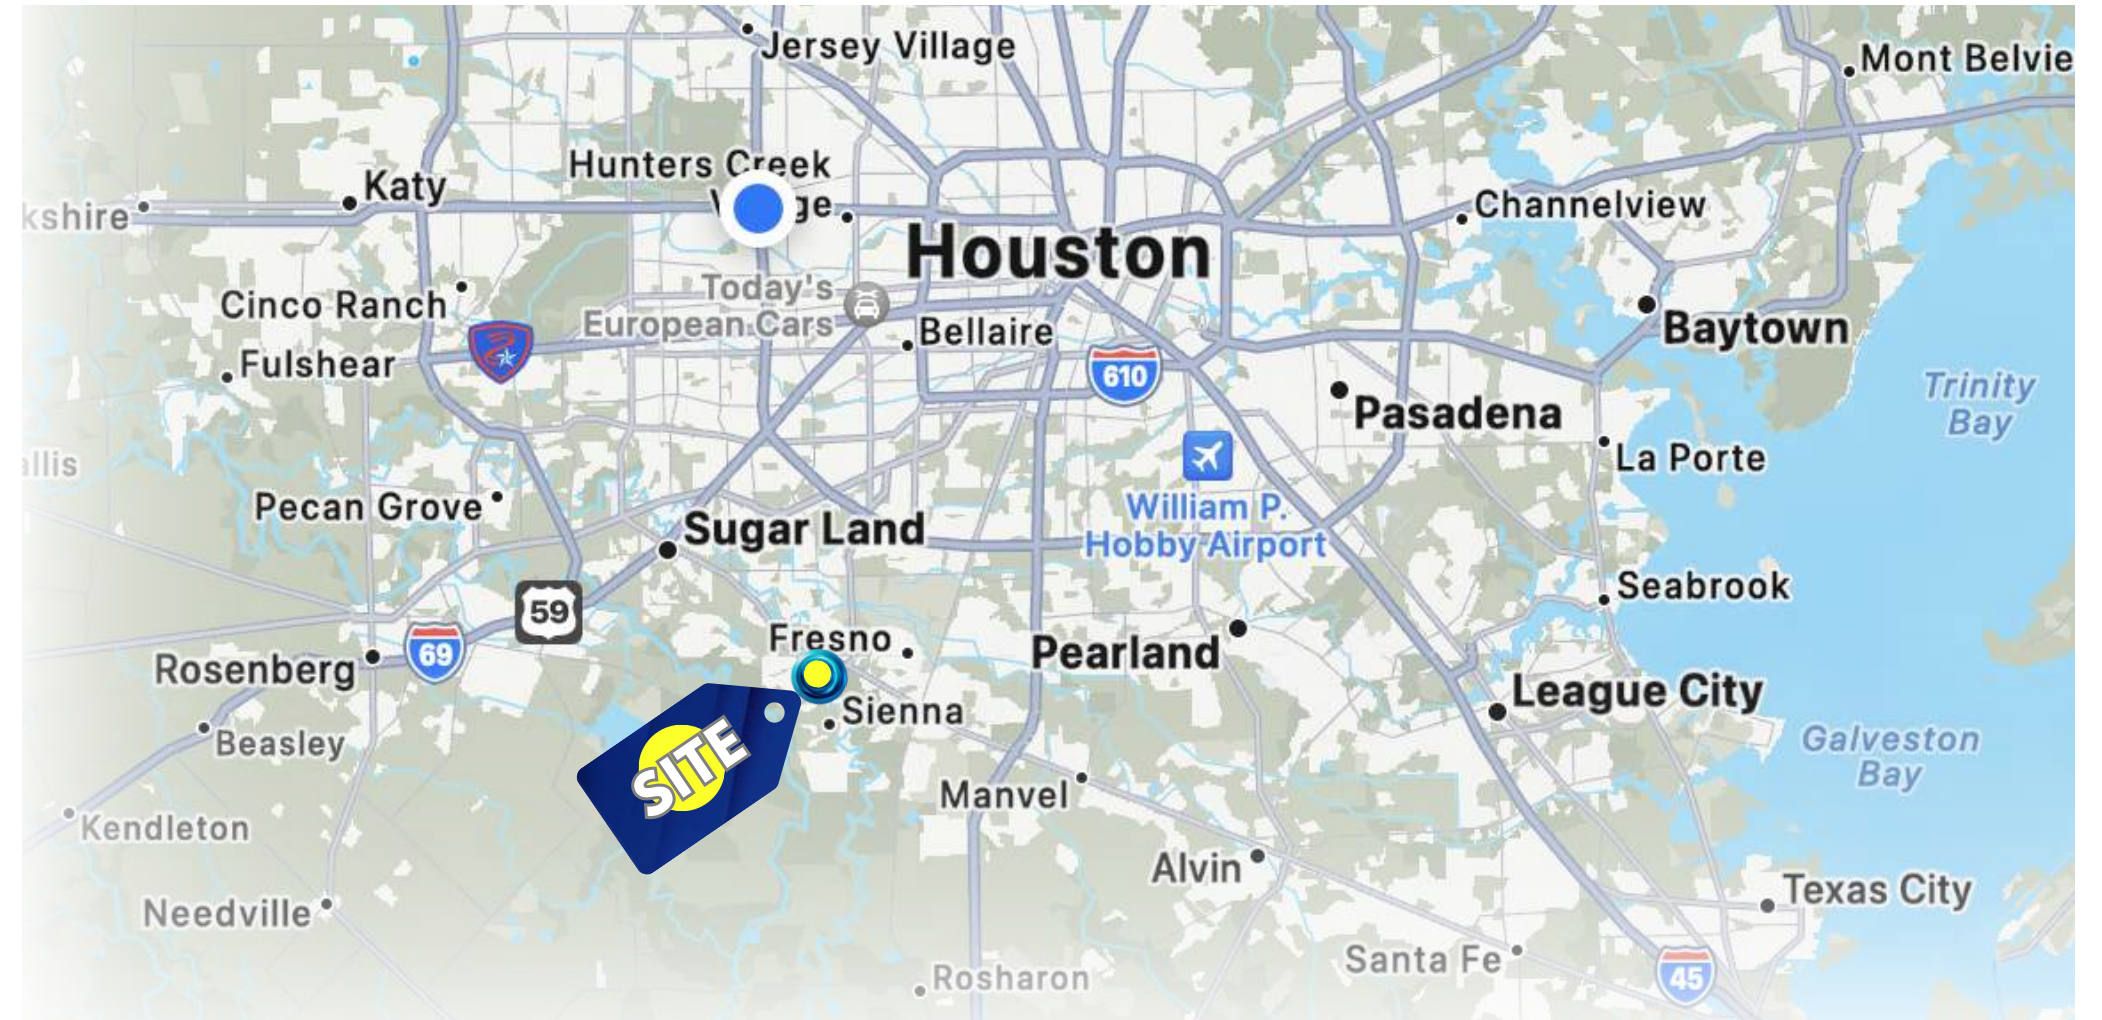 Jersey Village
Mont Belvie
Hunters Creek
ge
Katy
kshire
Channelview
Houston
Today's
European Cars
Cinco Ranch
Bellaire
Baytown
Fulshear
610
Trinity
Bay
Pasadena
allis
La Porte
Pecan Grove
William P.
Hobby Airport
Sugar Land
59
Seabrook
Fresno
69
Rosenberg
Pearland
League City
Sienna
Beasley
SITE
Galveston
Bay
Manvel
Kendleton
Alvin
Texas City
Needville
Santa Fe
45
Rosharon